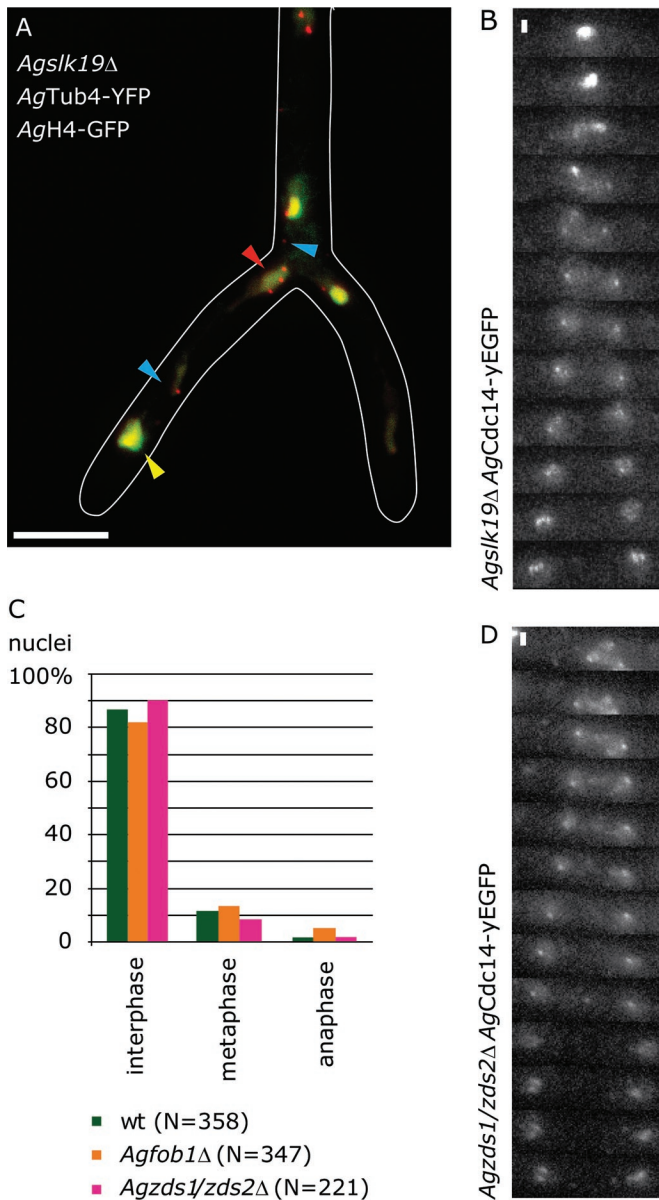 A
Agslk19Δ
AgTub4-YFP
AgH4-GFP
B
Agslk19Δ AgCdc14-yEGFP
C
nuclei
100%
80
60
40
20
0
interphase
metaphase
anaphase
wt (N=358)
Agfob1Δ (N=347)
Agzds1/zds2Δ (N=221)
D
Agzds1/zds2Δ AgCdc14-yEGFP